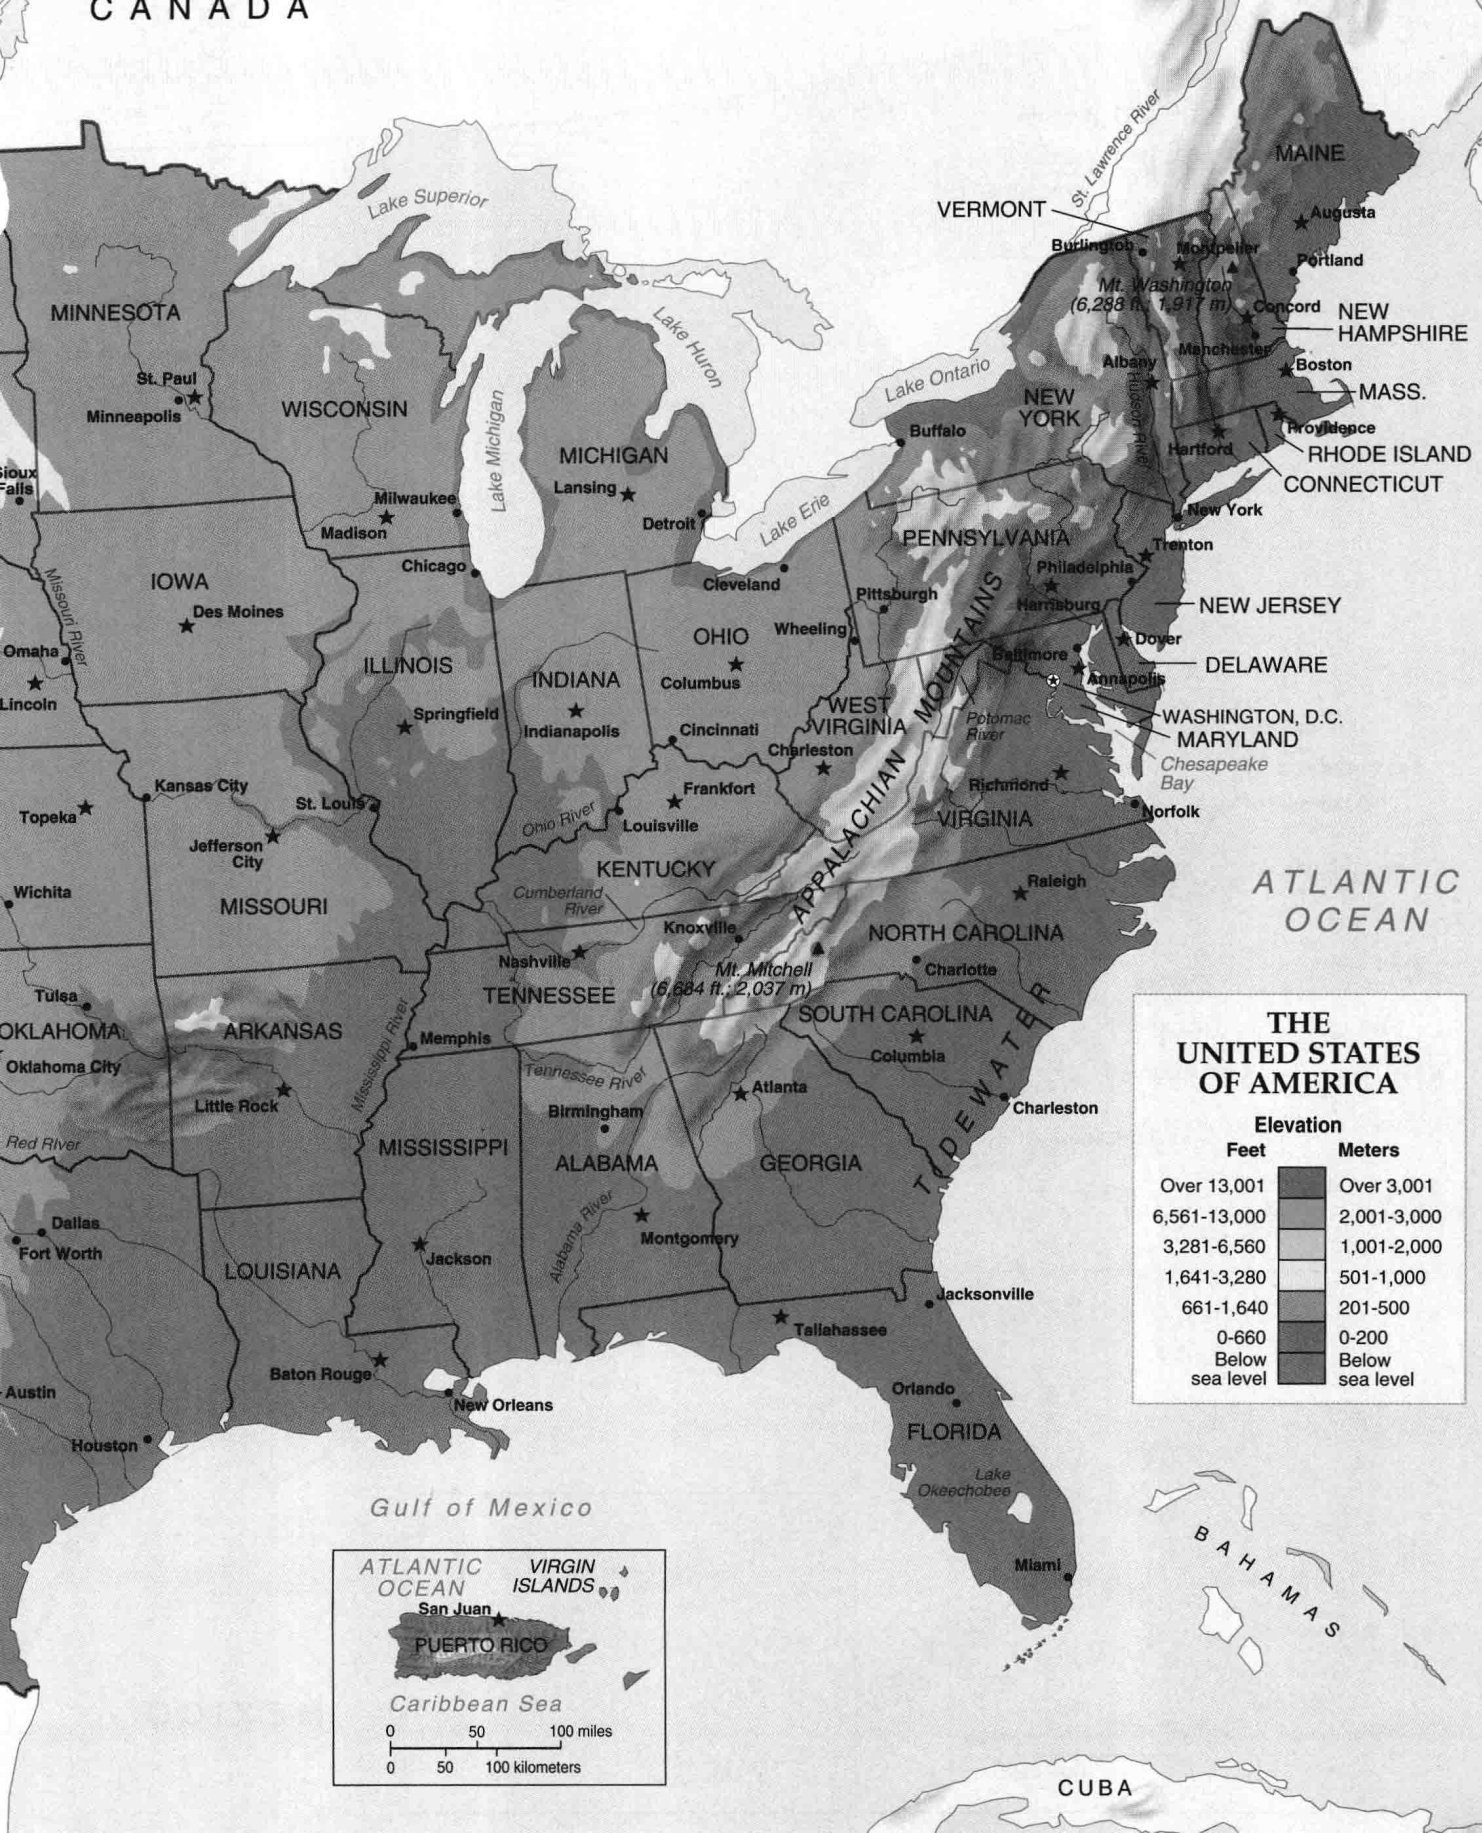 CANADA
Lake Superior
St. Lawrence River
MAINE
VERMONT
Augusta
Burlington
Montpelier
Portland
Mt. Washington
(6,288 ft.; 1,917 m)
MINNESOTA
Lake Huron
Concord
NEW
HAMPSHIRE
Manchester
St. Paul
Minneapolis
WISCONSIN
Lake Michigan
Lake Ontario
Albany
Boston
MASS.
NEW
YORK
Hudson River
Buffalo
Providence
Hartford
RHODE ISLAND
CONNECTICUT
MICHIGAN
Lansing
Sioux
Falls
Milwaukee
Madison
Detroit
Lake Erie
New York
PENNSYLVANIA
Trenton
Chicago
Cleveland
Philadelphia
IOWA
Missouri River
Des Moines
Pittsburgh
Harrisburg
NEW JERSEY
OHIO
Wheeling
Omaha
Dover
Baltimore
ILLINOIS
INDIANA
DELAWARE
Columbus
Annapolis
Lincoln
WEST
VIRGINIA
APPALACHIAN MOUNTAINS
Springfield
Indianapolis
Cincinnati
Potomac
River
WASHINGTON, D.C.
MARYLAND
Charleston
Chesapeake
Bay
Kansas City
St. Louis
Frankfort
Richmond
Topeka
Ohio River
Louisville
VIRGINIA
Norfolk
Jefferson
City
KENTUCKY
Wichita
MISSOURI
Cumberland
River
Raleigh
ATLANTIC
OCEAN
Knoxville
NORTH CAROLINA
Nashville
Mt. Mitchell
(6,684 ft.; 2,037 m)
Charlotte
TENNESSEE
Tulsa
OKLAHOMA
ARKANSAS
Mississippi River
Memphis
SOUTH CAROLINA
TIDEWATER
Oklahoma City
Columbia
Tennessee River
Atlanta
Little Rock
Birmingham
Charleston
Red River
MISSISSIPPI
ALABAMA
GEORGIA
Dallas
Fort Worth
Alabama River
Montgomery
Jackson
LOUISIANA
Jacksonville
Tallahassee
Baton Rouge
Austin
New Orleans
Orlando
Houston
FLORIDA
Lake
Okeechobee
Gulf of Mexico
Miami
BAHAMAS
CUBA
THE
UNITED STATES
OF AMERICA
Elevation
Feet Meters
Over 13,001 Over 3,001
6,561-13,000 2,001-3,000
3,281-6,560 1,001-2,000
1,641-3,280 501-1,000
661-1,640 201-500
0-660 0-200
Below Below
sea level sea level
ATLANTIC
OCEAN
VIRGIN
ISLANDS
San Juan
PUERTO RICO
Caribbean Sea
0 50 100 miles
0 50 100 kilometers